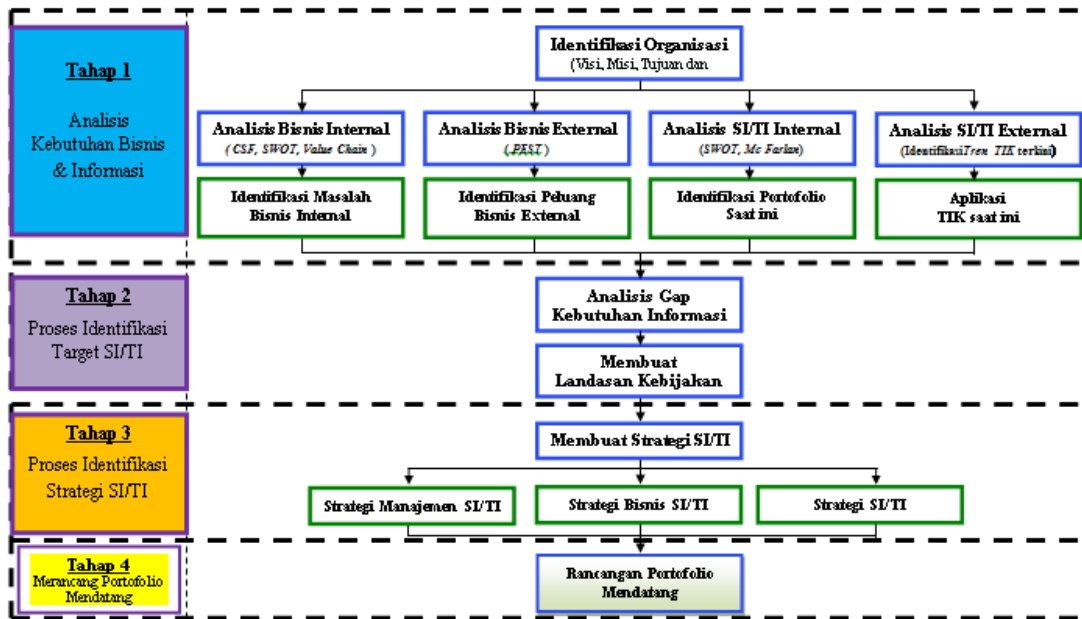 Tahap 1
Analisis
Kebutuhan Bisnis
& Informasi
Identifikasi Organisasi
(Visi, Misi, Tujuan dan
Analisis Bisnis Internal
( CSF, SWOT, Value Chain )
Analisis Bisnis External
( PEST )
Analisis SI/TI Internal
(SWOT, Mc Farlan)
Analisis SI/TI External
(IdentifikasiTren TIK terkini)
Identifikasi Masalah
Bisnis Internal
Identifikasi Peluang
Bisnis External
Identifikasi Portofolio
Saat ini
Aplikasi
TIK saat ini
Tahap 2
Proses Identifikasi
Target SI/TI
Analisis Gap
Kebutuhan Informasi
Membuat
Landasan Kebijakan
Tahap 3
Proses Identifikasi
Strategi SI/TI
Membuat Strategi SI/TI
Strategi Manajemen SI/TI
Strategi Bisnis SI/TI
Strategi SI/TI
Tahap 4
Merancang Portofolio
Mendatang
Rancangan Portofolio
Mendatang